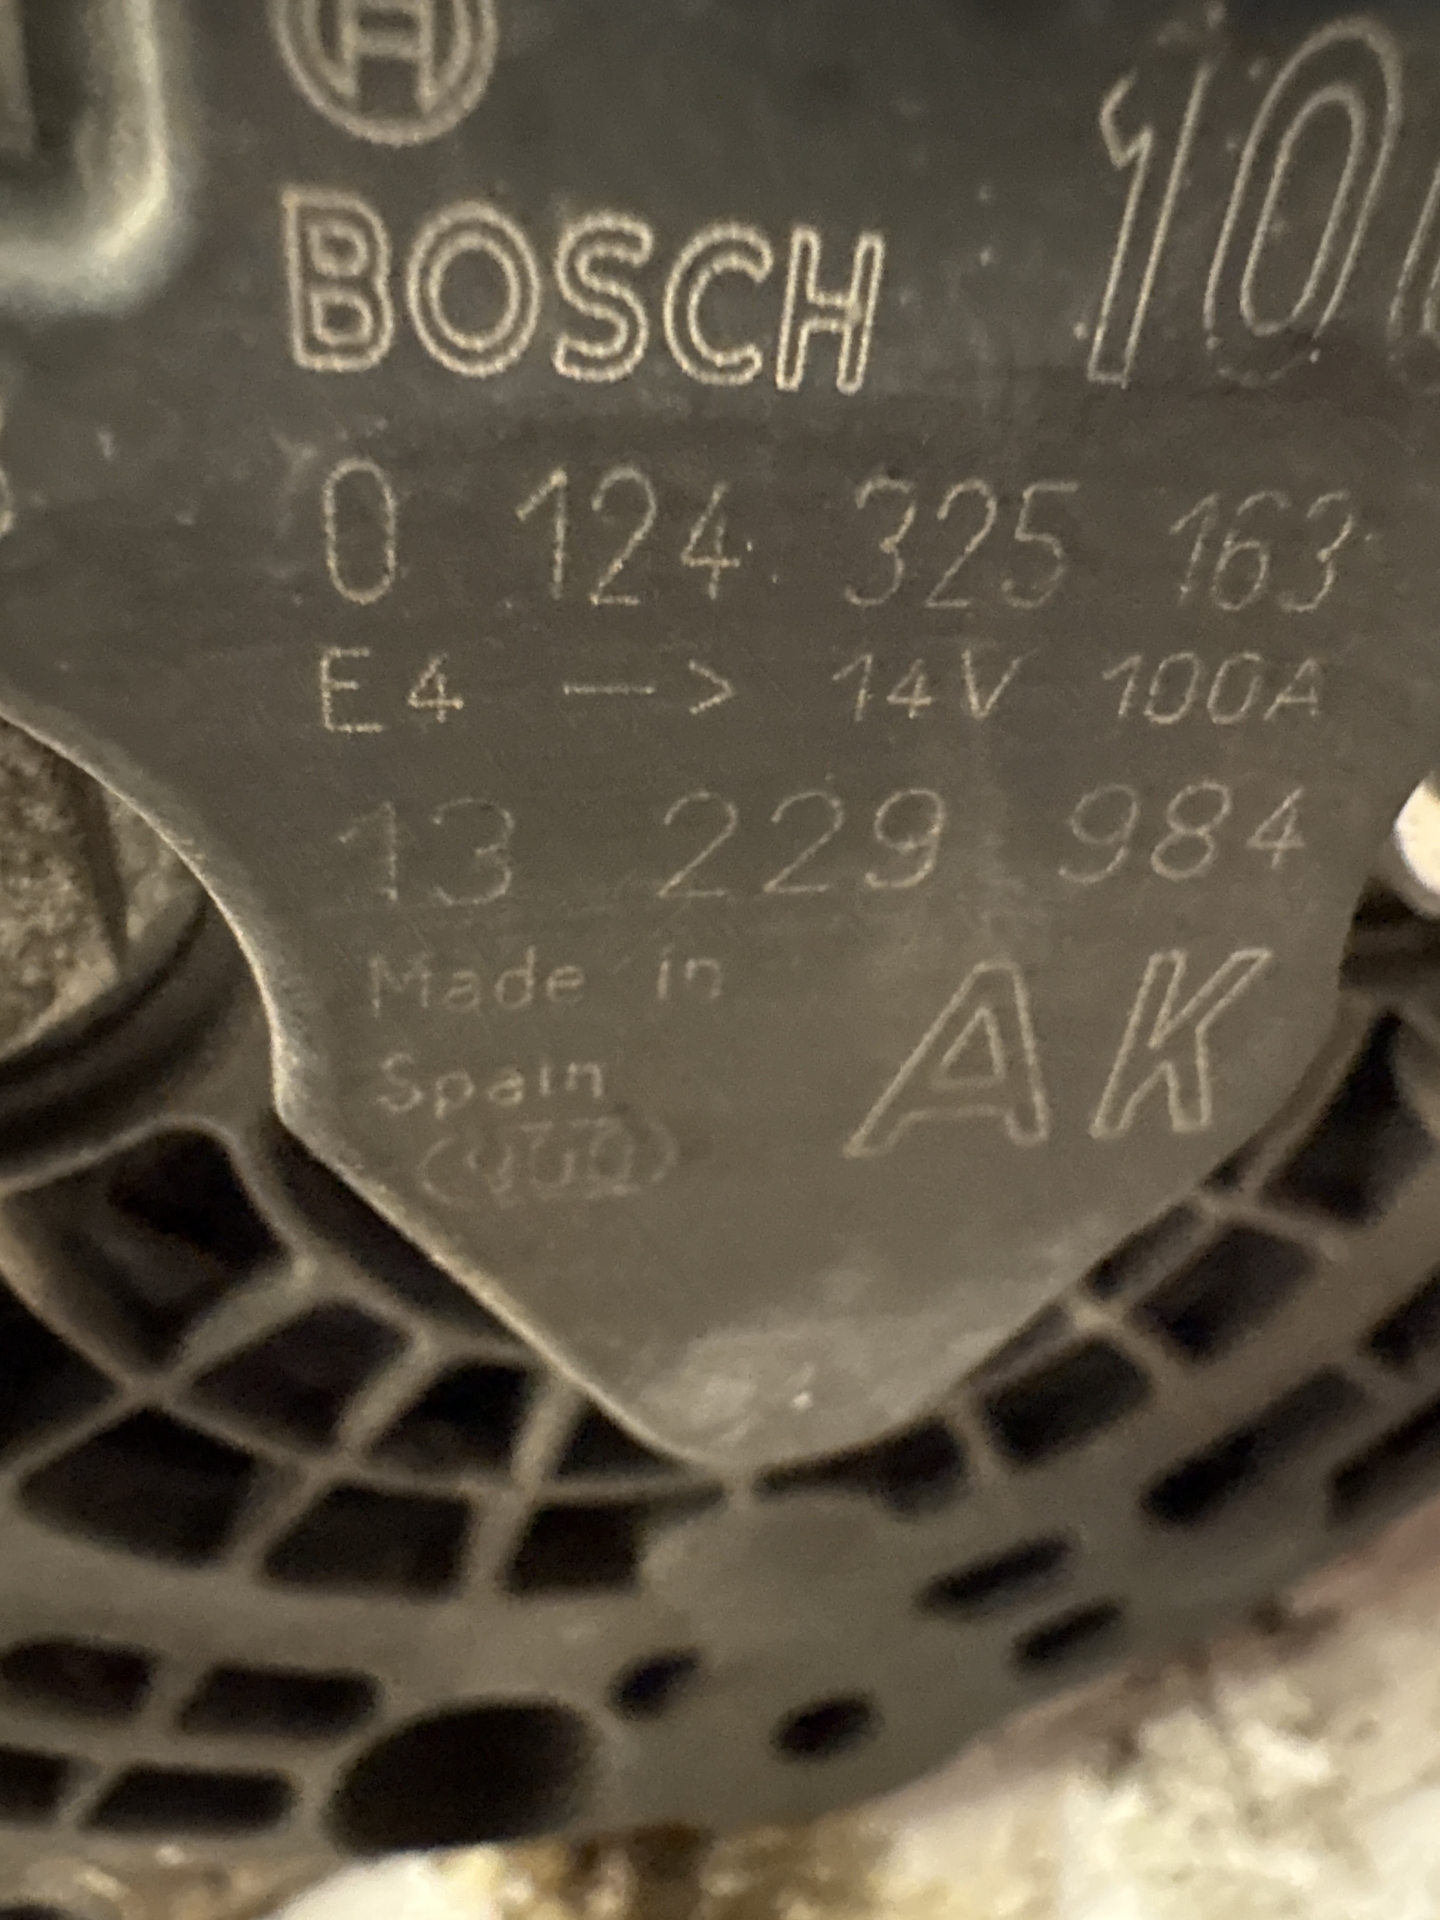 BOSCH
0 124 325 163
E4 —> 14V 100A
13 229 984
Made in
Spain
AK